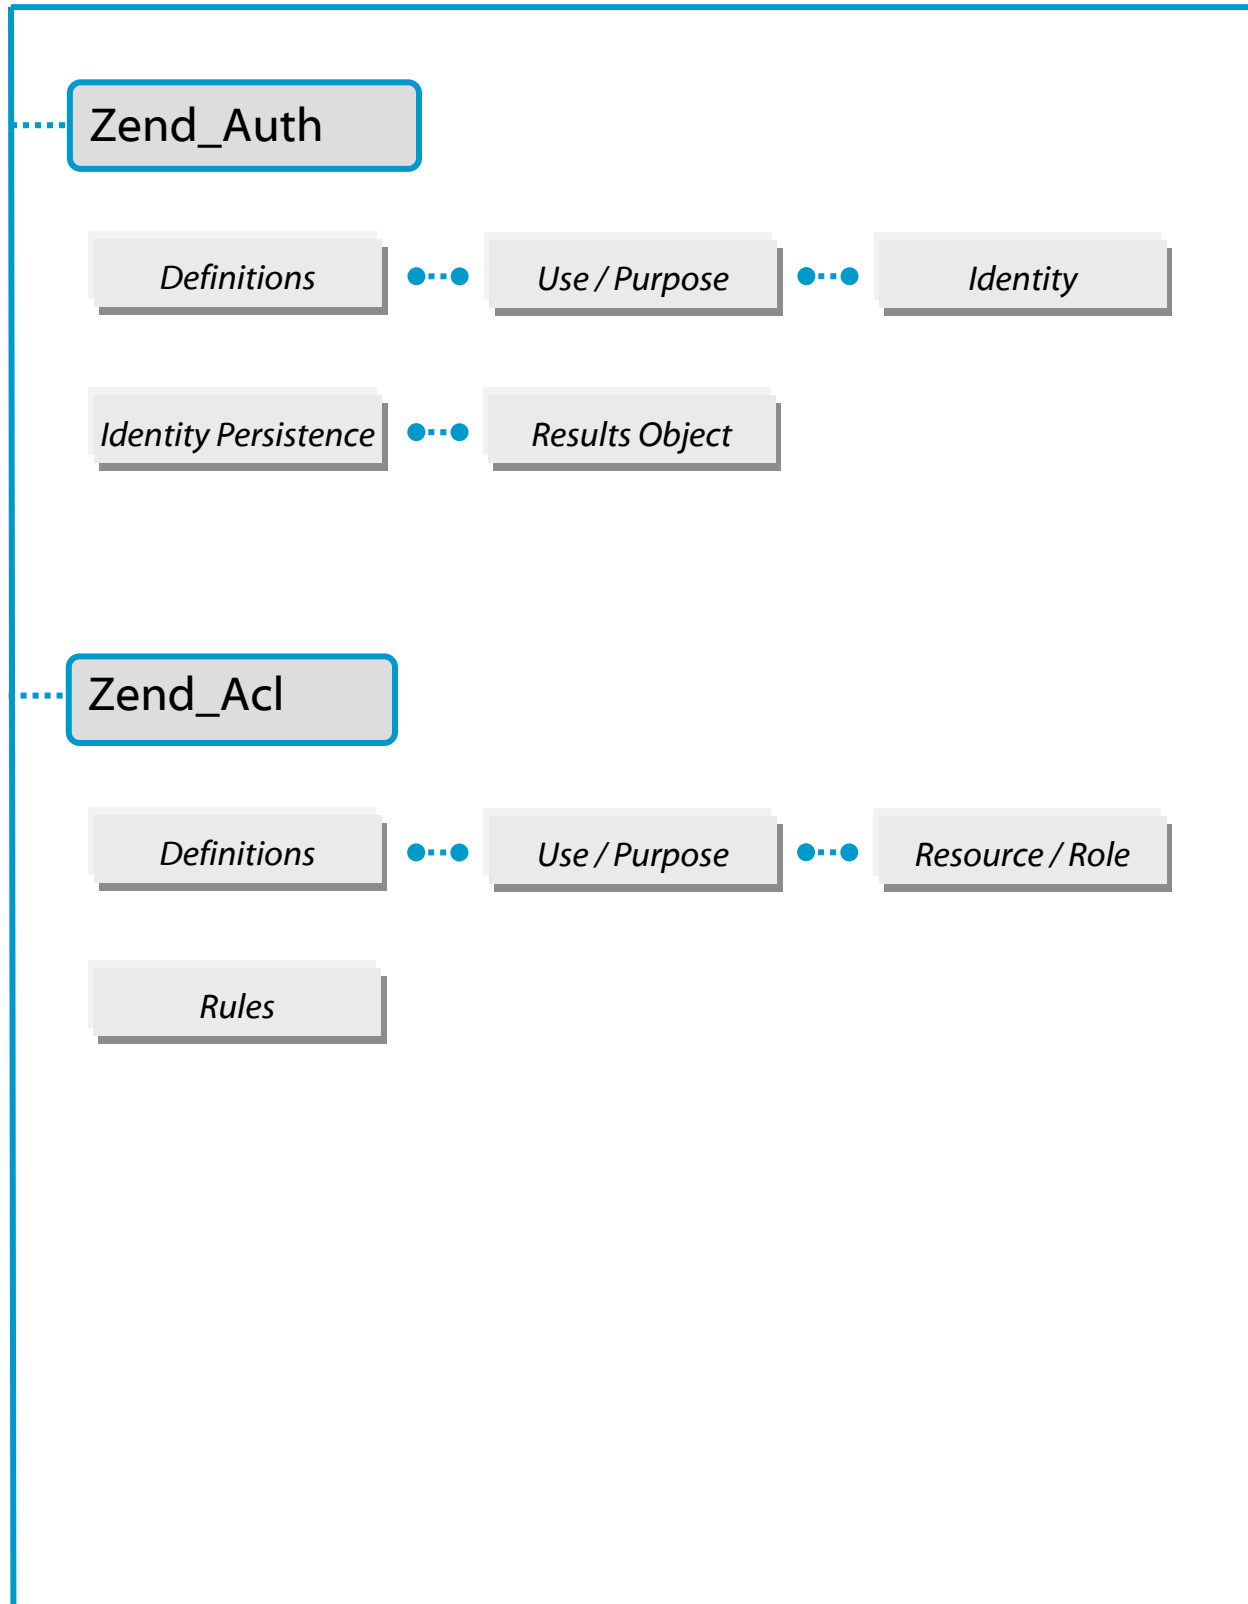 Zend_Auth
Definitions
Use / Purpose
Identity
Identity Persistence
Results Object
Zend_Acl
Definitions
Use / Purpose
Resource / Role
Rules